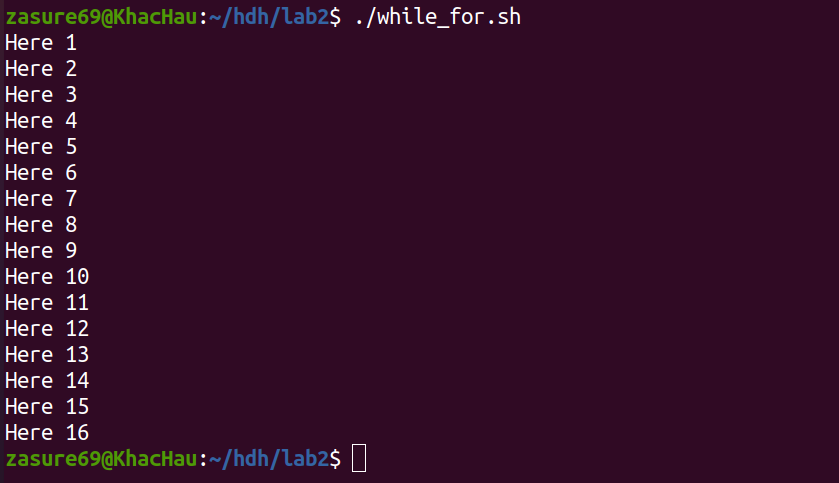 zasure69@KhacHau:~/hdh/lab2$ ./while_for.sh
Here 1
Here 2
Here 3
Here 4
Here 5
Here 6
Here 7
Here 8
Here 9
Here 10
Here 11
Here 12
Here 13
Here 14
Here 15
Here 16
zasure69@KhacHau:~/hdh/lab2$